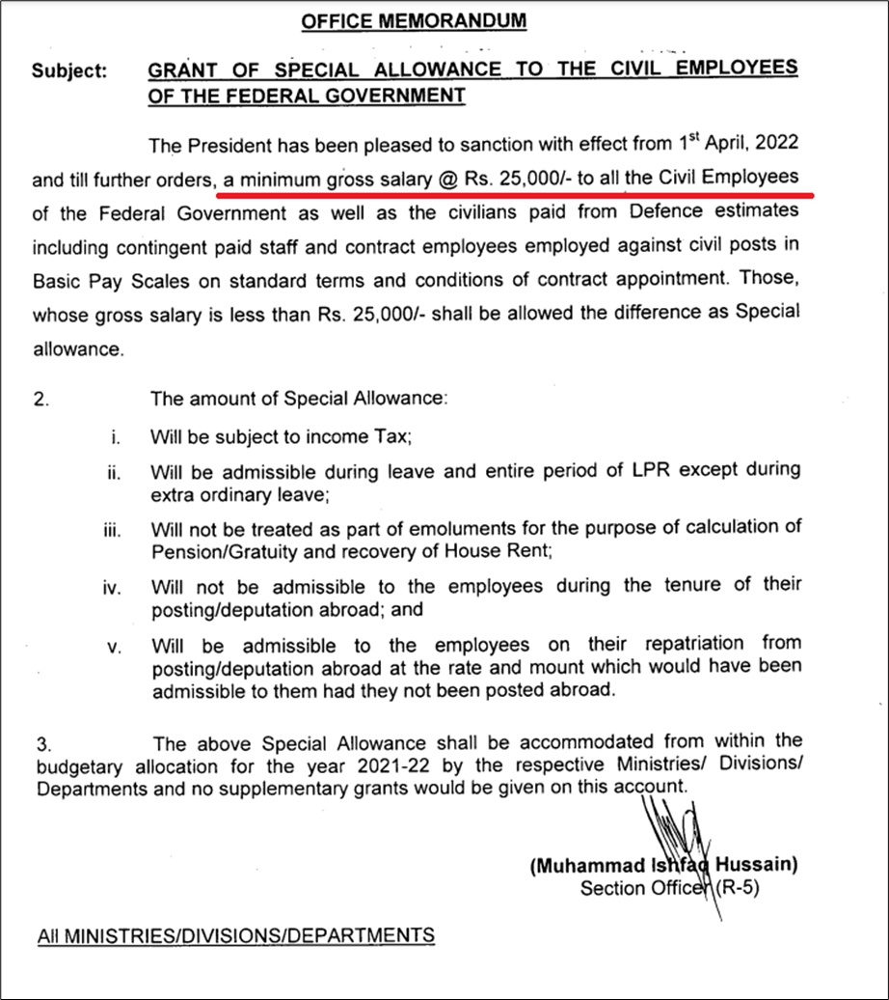 OFFICE MEMORANDUM
Subject: GRANT OF SPECIAL ALLOWANCE TO THE CIVIL EMPLOYEES
OF THE FEDERAL GOVERNMENT
The President has been pleased to sanction with effect from 1st April, 2022
and till further orders, a minimum gross salary @ Rs. 25,000/- to all the Civil Employees
of the Federal Government as well as the civilians paid from Defence estimates
including contingent paid staff and contract employees employed against civil posts in
Basic Pay Scales on standard terms and conditions of contract appointment. Those,
whose gross salary is less than Rs. 25,000/- shall be allowed the difference as Special
allowance.
2. The amount of Special Allowance:
i. Will be subject to income Tax;
ii. Will be admissible during leave and entire period of LPR except during
extra ordinary leave;
iii. Will not be treated as part of emoluments for the purpose of calculation of
Pension/Gratuity and recovery of House Rent;
iv. Will not be admissible to the employees during the tenure of their
posting/deputation abroad; and
v. Will be admissible to the employees on their repatriation from
posting/deputation abroad at the rate and mount which would have been
admissible to them had they not been posted abroad.
3. The above Special Allowance shall be accommodated from within the
budgetary allocation for the year 2021-22 by the respective Ministries/ Divisions/
Departments and no supplementary grants would be given on this account.
(Muhammad Ishfaq Hussain)
Section Officer (R-5)
All MINISTRIES/DIVISIONS/DEPARTMENTS